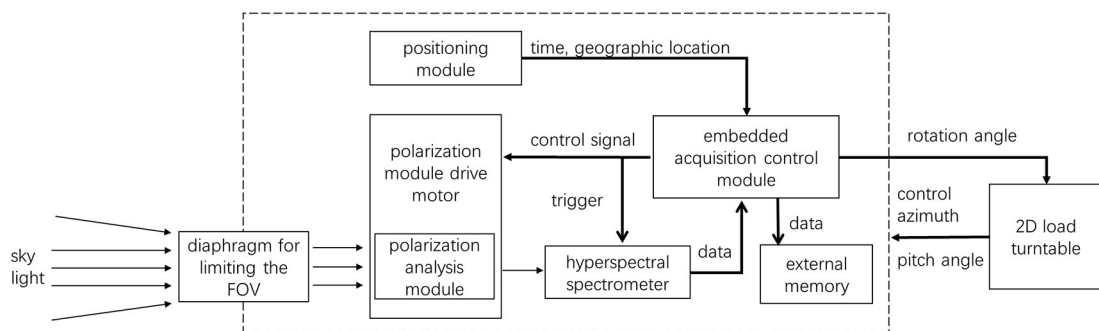 positioning
module
time, geographic location
polarization
module drive
motor
control signal
trigger
embedded
acquisition control
module
rotation angle
control
azimuth
pitch angle
2D load
turntable
sky
light
diaphragm for
limiting the
FOV
polarization
analysis
module
hyperspectral
spectrometer
data
data
external
memory